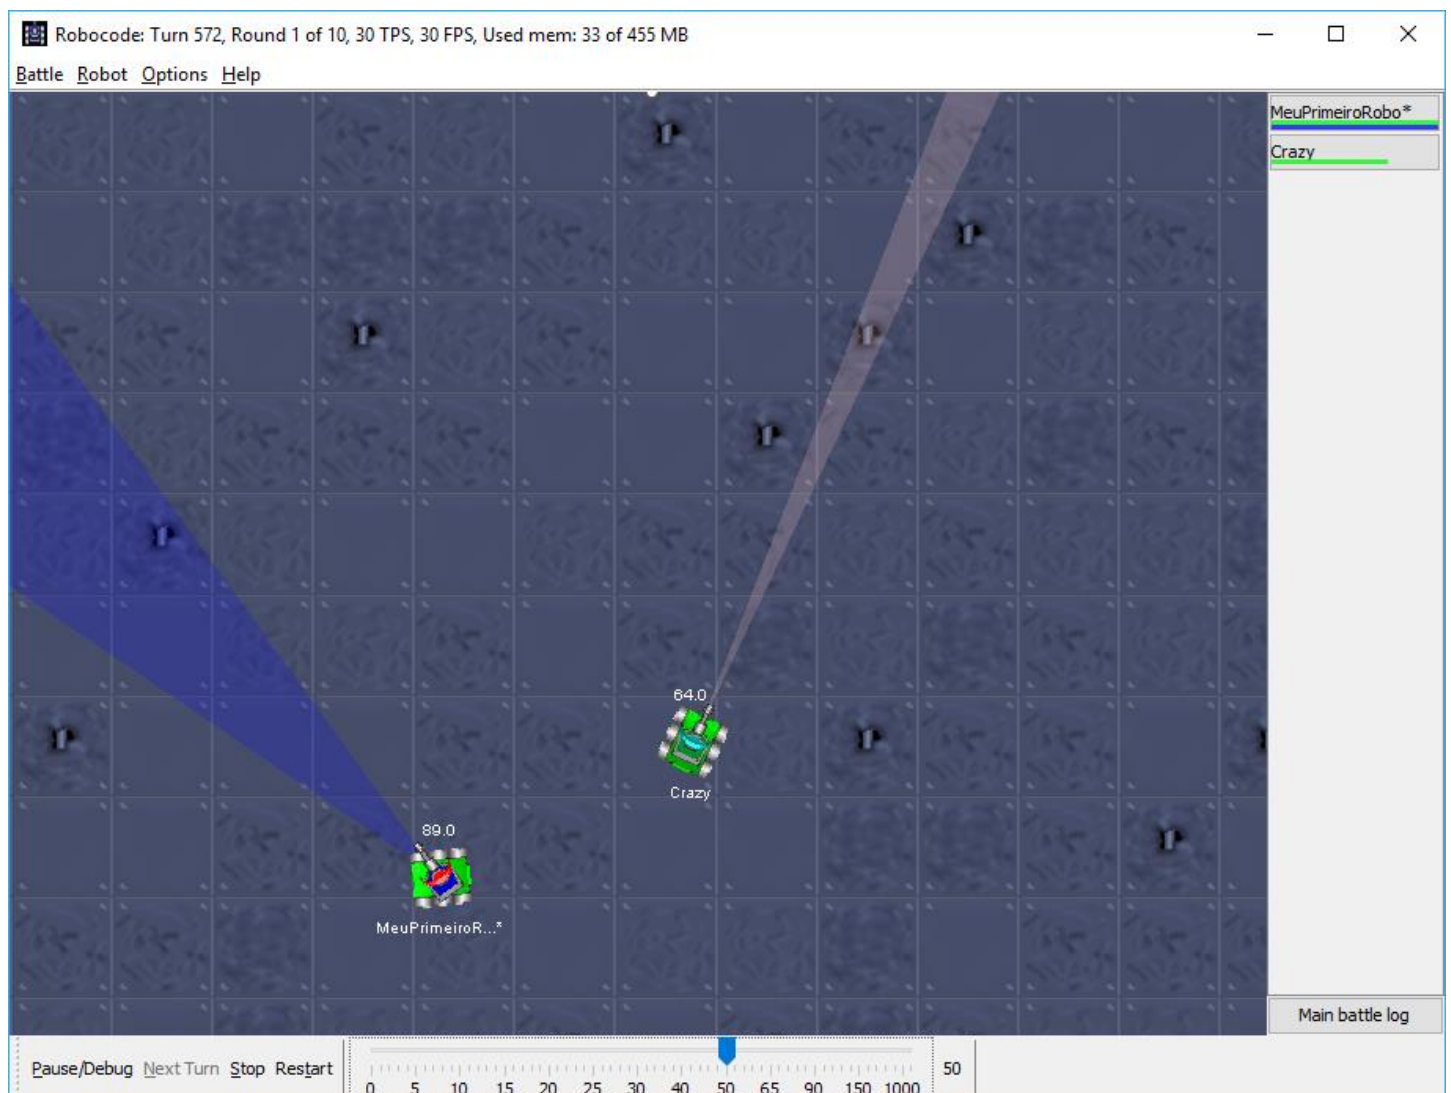 Robocode: Turn 572, Round 1 of 10, 30 TPS, 30 FPS, Used mem: 33 of 455 MB
Battle Robot Options Help
MeuPrimeiroRobo*
Crazy
64.0
Crazy
89.0
MeuPrimeiroR...*
Main battle log
Pause/Debug Next Turn Stop Restart
50
0 5 10 15 20 25 30 40 50 65 90 150 1000